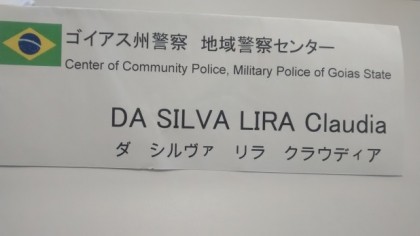 ゴイアス州警察 地域警察センター
Center of Community Police, Military Police of Goias State
DA SILVA LIRA Claudia
ダ シルヴァ リラ クラウディア